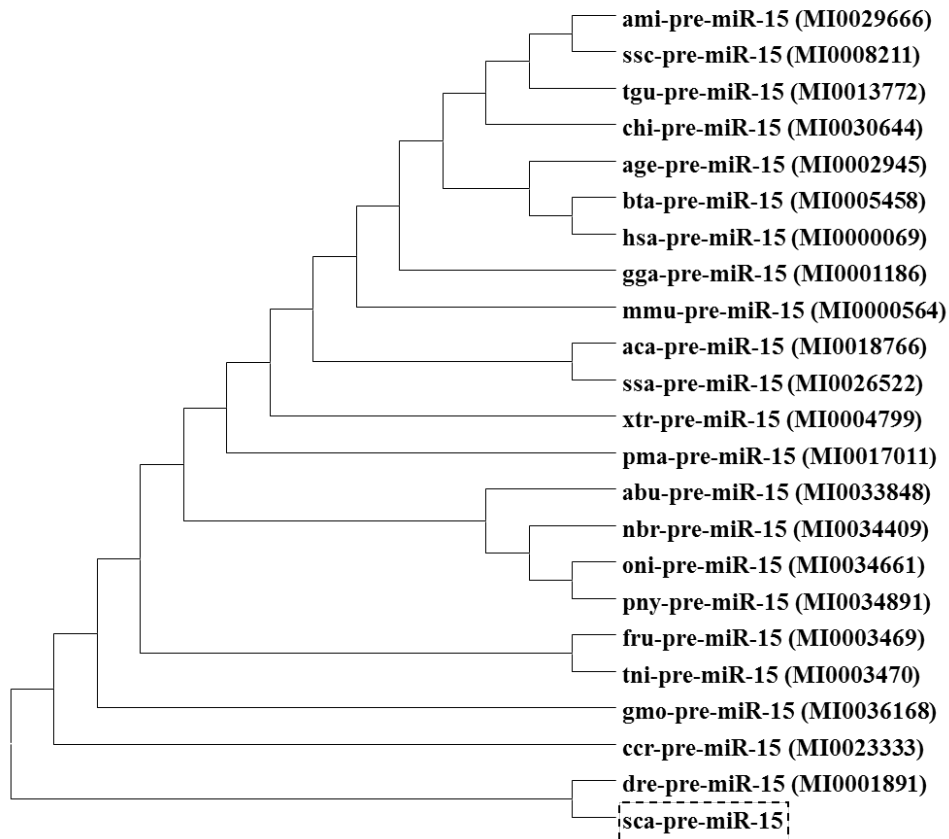 ami-pre-miR-15 (MI0029666)
ssc-pre-miR-15 (MI0008211)
tgu-pre-miR-15 (MI0013772)
chi-pre-miR-15 (MI0030644)
age-pre-miR-15 (MI0002945)
bta-pre-miR-15 (MI0005458)
hsa-pre-miR-15 (MI0000069)
gga-pre-miR-15 (MI0001186)
mmu-pre-miR-15 (MI0000564)
aca-pre-miR-15 (MI0018766)
ssa-pre-miR-15 (MI0026522)
xtr-pre-miR-15 (MI0004799)
pma-pre-miR-15 (MI0017011)
abu-pre-miR-15 (MI0033848)
nbr-pre-miR-15 (MI0034409)
oni-pre-miR-15 (MI0034661)
pny-pre-miR-15 (MI0034891)
fru-pre-miR-15 (MI0003469)
tni-pre-miR-15 (MI0003470)
gmo-pre-miR-15 (MI0036168)
ccr-pre-miR-15 (MI0023333)
dre-pre-miR-15 (MI0001891)
sca-pre-miR-15